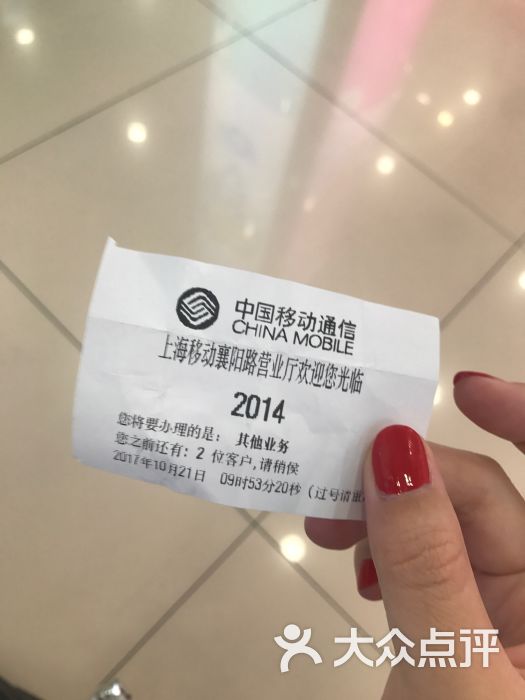 中国移动通信
CHINA MOBILE
上海移动襄阳路营业厅欢迎您光临
2014
您将要办理的是: 其他业务
您之前还有: 2 位客户,请稍侯
2017年10月21日 09时53分20秒 (过号请重
大众点评